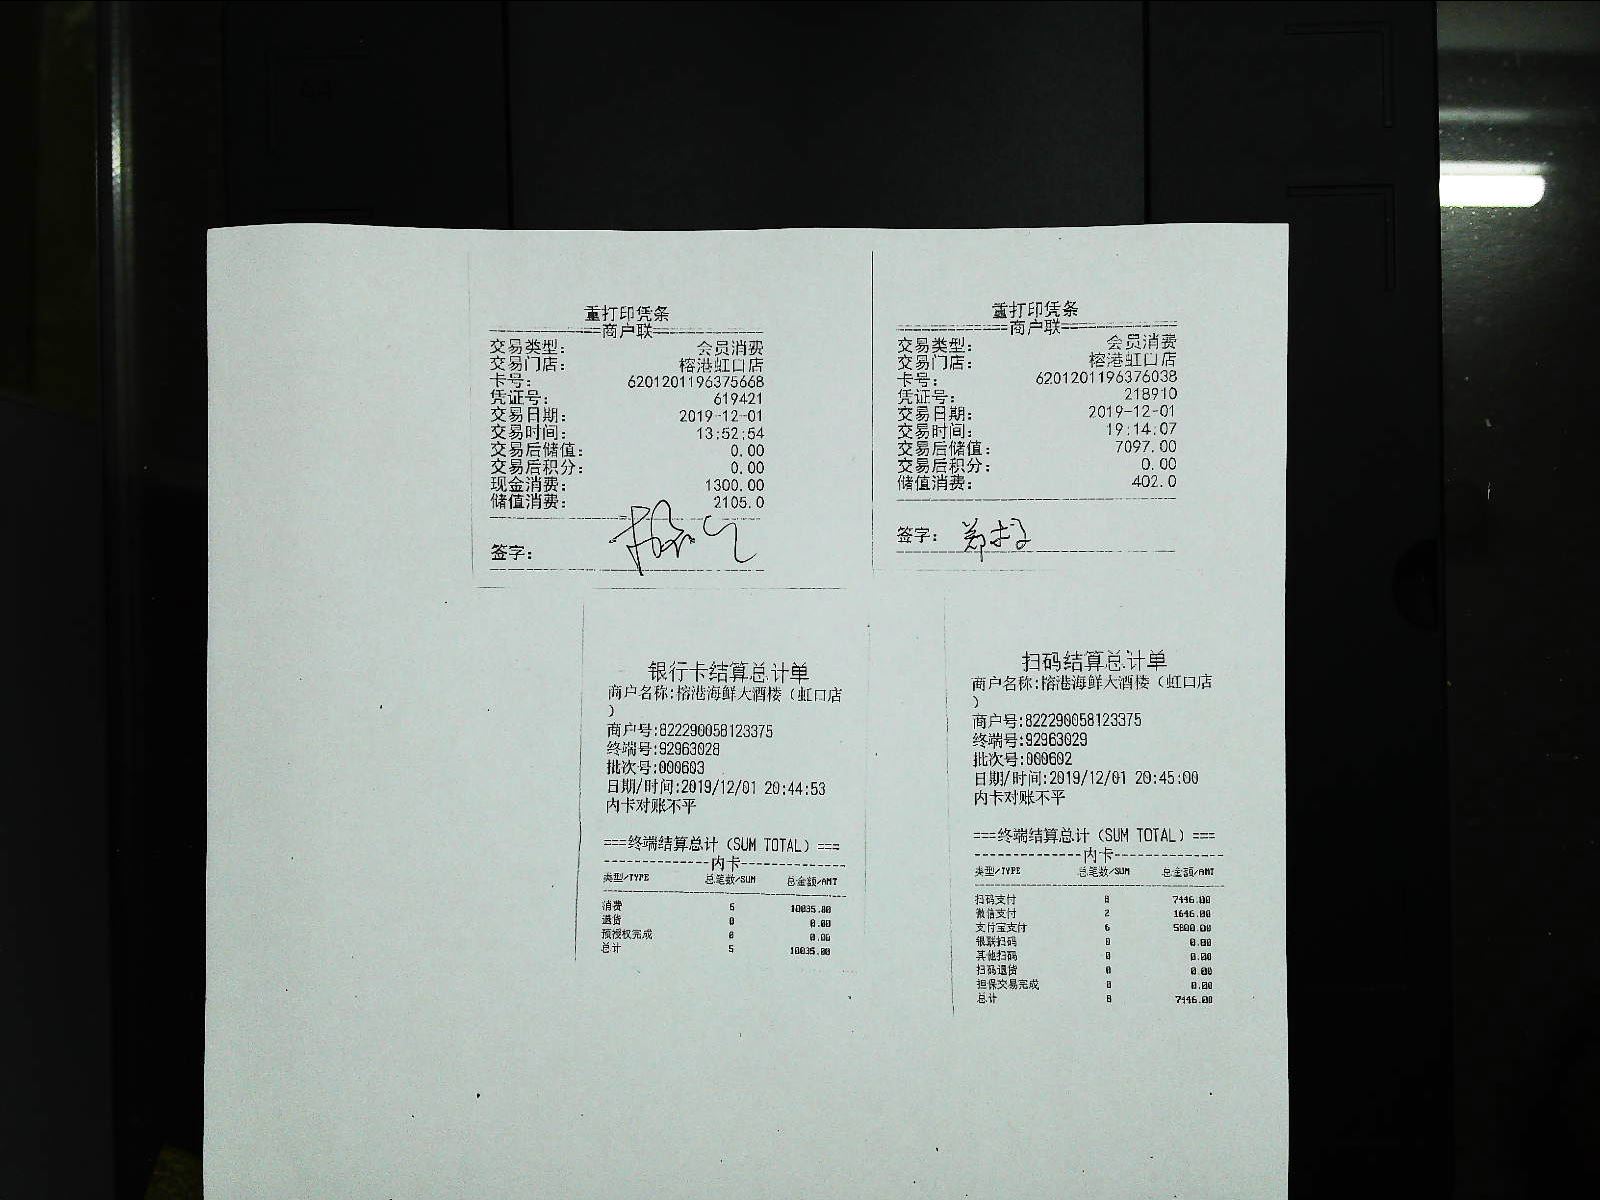 重打印凭条
===商户联===
交易类型: 会员消费
交易门店: 榕港虹口店
卡号: 6201201196375668
凭证号: 619421
交易日期: 2019-12-01
交易时间: 13:52:54
交易后储值: 0.00
交易后积分: 0.00
现金消费: 1300.00
储值消费: 2105.0
签字:
重打印凭条
===商户联===
交易类型: 会员消费
交易门店: 榕港虹口店
卡号: 6201201196376038
凭证号: 218910
交易日期: 2019-12-01
交易时间: 19:14:07
交易后储值: 7097.00
交易后积分: 0.00
储值消费: 402.0
签字:
银行卡结算总计单
商户名称:榕港海鲜大酒楼（虹口店
）
商户号:822290058123375
终端号:92963028
批次号:000603
日期/时间:2019/12/01 20:44:53
内卡对账不平
===终端结算总计（SUM TOTAL）===
--------------内卡--------------
类型/TYPE 总笔数/SUM 总金额/AMT
消费 5 10035.00
退货 0 0.00
预授权完成 0 0.00
总计 5 10035.00
扫码结算总计单
商户名称:榕港海鲜大酒楼（虹口店
）
商户号:822290058123375
终端号:92963029
批次号:000602
日期/时间:2019/12/01 20:45:00
内卡对账不平
===终端结算总计（SUM TOTAL）===
--------------内卡--------------
类型/TYPE 总笔数/SUM 总金额/AMT
扫码支付 8 7446.00
微信支付 2 1646.00
支付宝支付 6 5800.00
银联扫码 0 0.00
其他扫码 0 0.00
扫码退货 0 0.00
担保交易完成 0 0.00
总计 8 7446.00